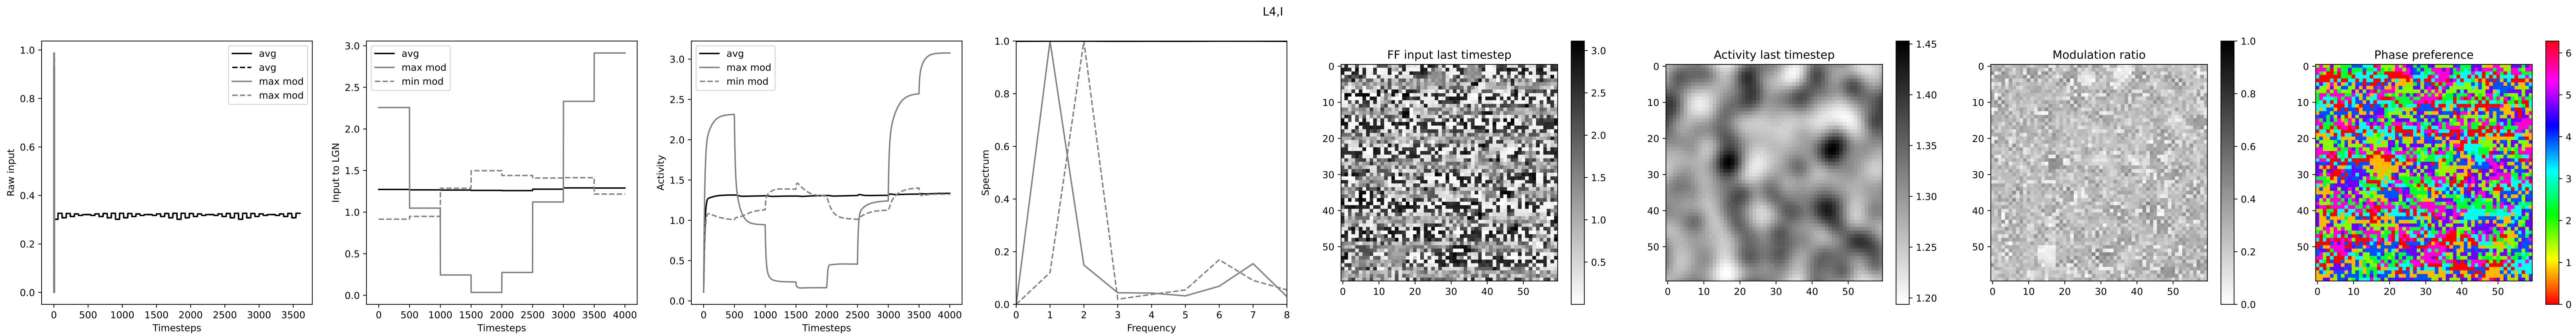 L4,I
avg
avg
max mod
max mod
Raw input
1.0
0.8
0.6
0.4
0.2
0.0
0 500 1000 1500 2000 2500 3000 3500
Timesteps
avg
max mod
min mod
Input to LGN
3.0
2.5
2.0
1.5
1.0
0.5
0.0
0 500 1000 1500 2000 2500 3000 3500 4000
Timesteps
avg
max mod
min mod
Activity
3.0
2.5
2.0
1.5
1.0
0.5
0.0
0 500 1000 1500 2000 2500 3000 3500 4000
Timesteps
Spectrum
1.0
0.8
0.6
0.4
0.2
0.0
0 1 2 3 4 5 6 7 8
Frequency
FF input last timestep
0
10
20
30
40
50
0 10 20 30 40 50
3.0
2.5
2.0
1.5
1.0
0.5
Activity last timestep
0
10
20
30
40
50
0 20 40
1.45
1.40
1.35
1.30
1.25
1.20
Modulation ratio
0
10
20
30
40
50
0 10 20 30 40 50
1.0
0.8
0.6
0.4
0.2
0.0
Phase preference
0
10
20
30
40
50
0 10 20 30 40 50
6
5
4
3
2
1
0